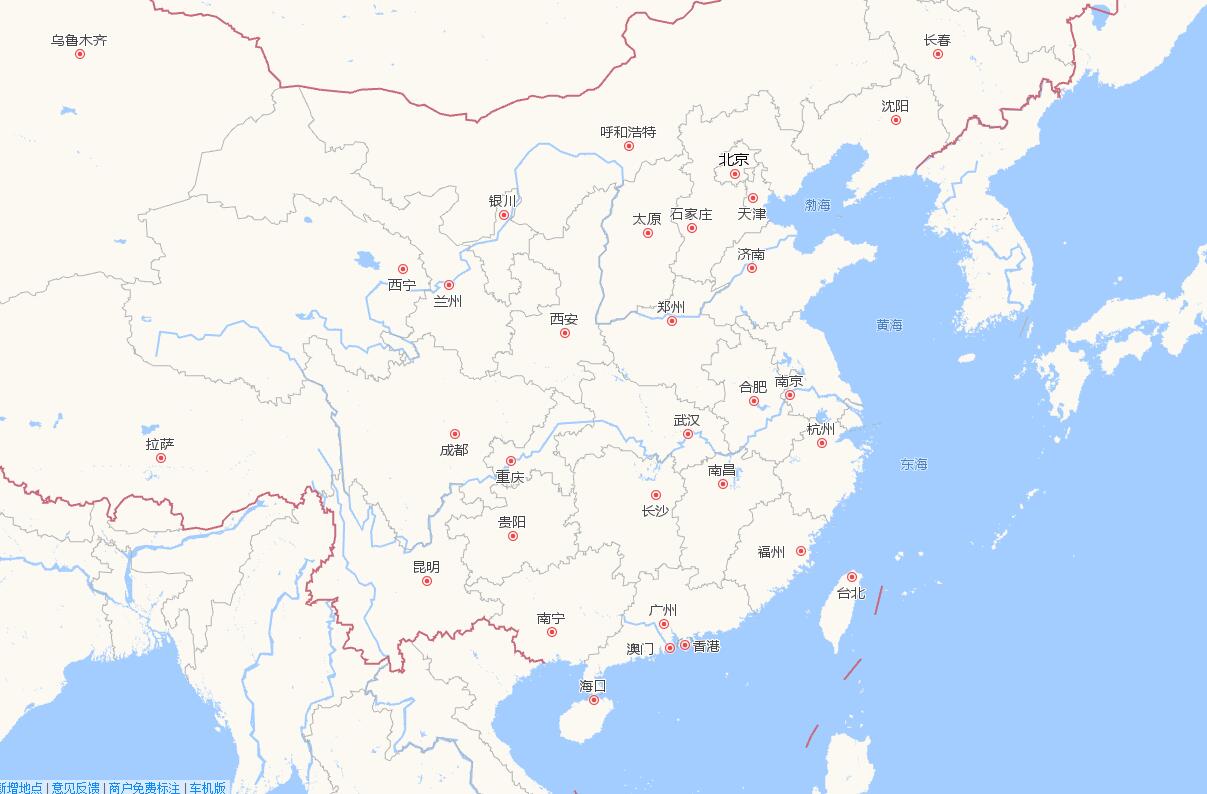 乌鲁木齐
长春
沈阳
呼和浩特
北京
银川
天津
渤海
太原
石家庄
济南
西宁
兰州
郑州
西安
黄海
合肥
南京
武汉
杭州
拉萨
成都
重庆
南昌
东海
长沙
贵阳
福州
昆明
台北
广州
南宁
澳门
香港
海口
新增地点 | 意见反馈 | 商户免费标注 | 车机版